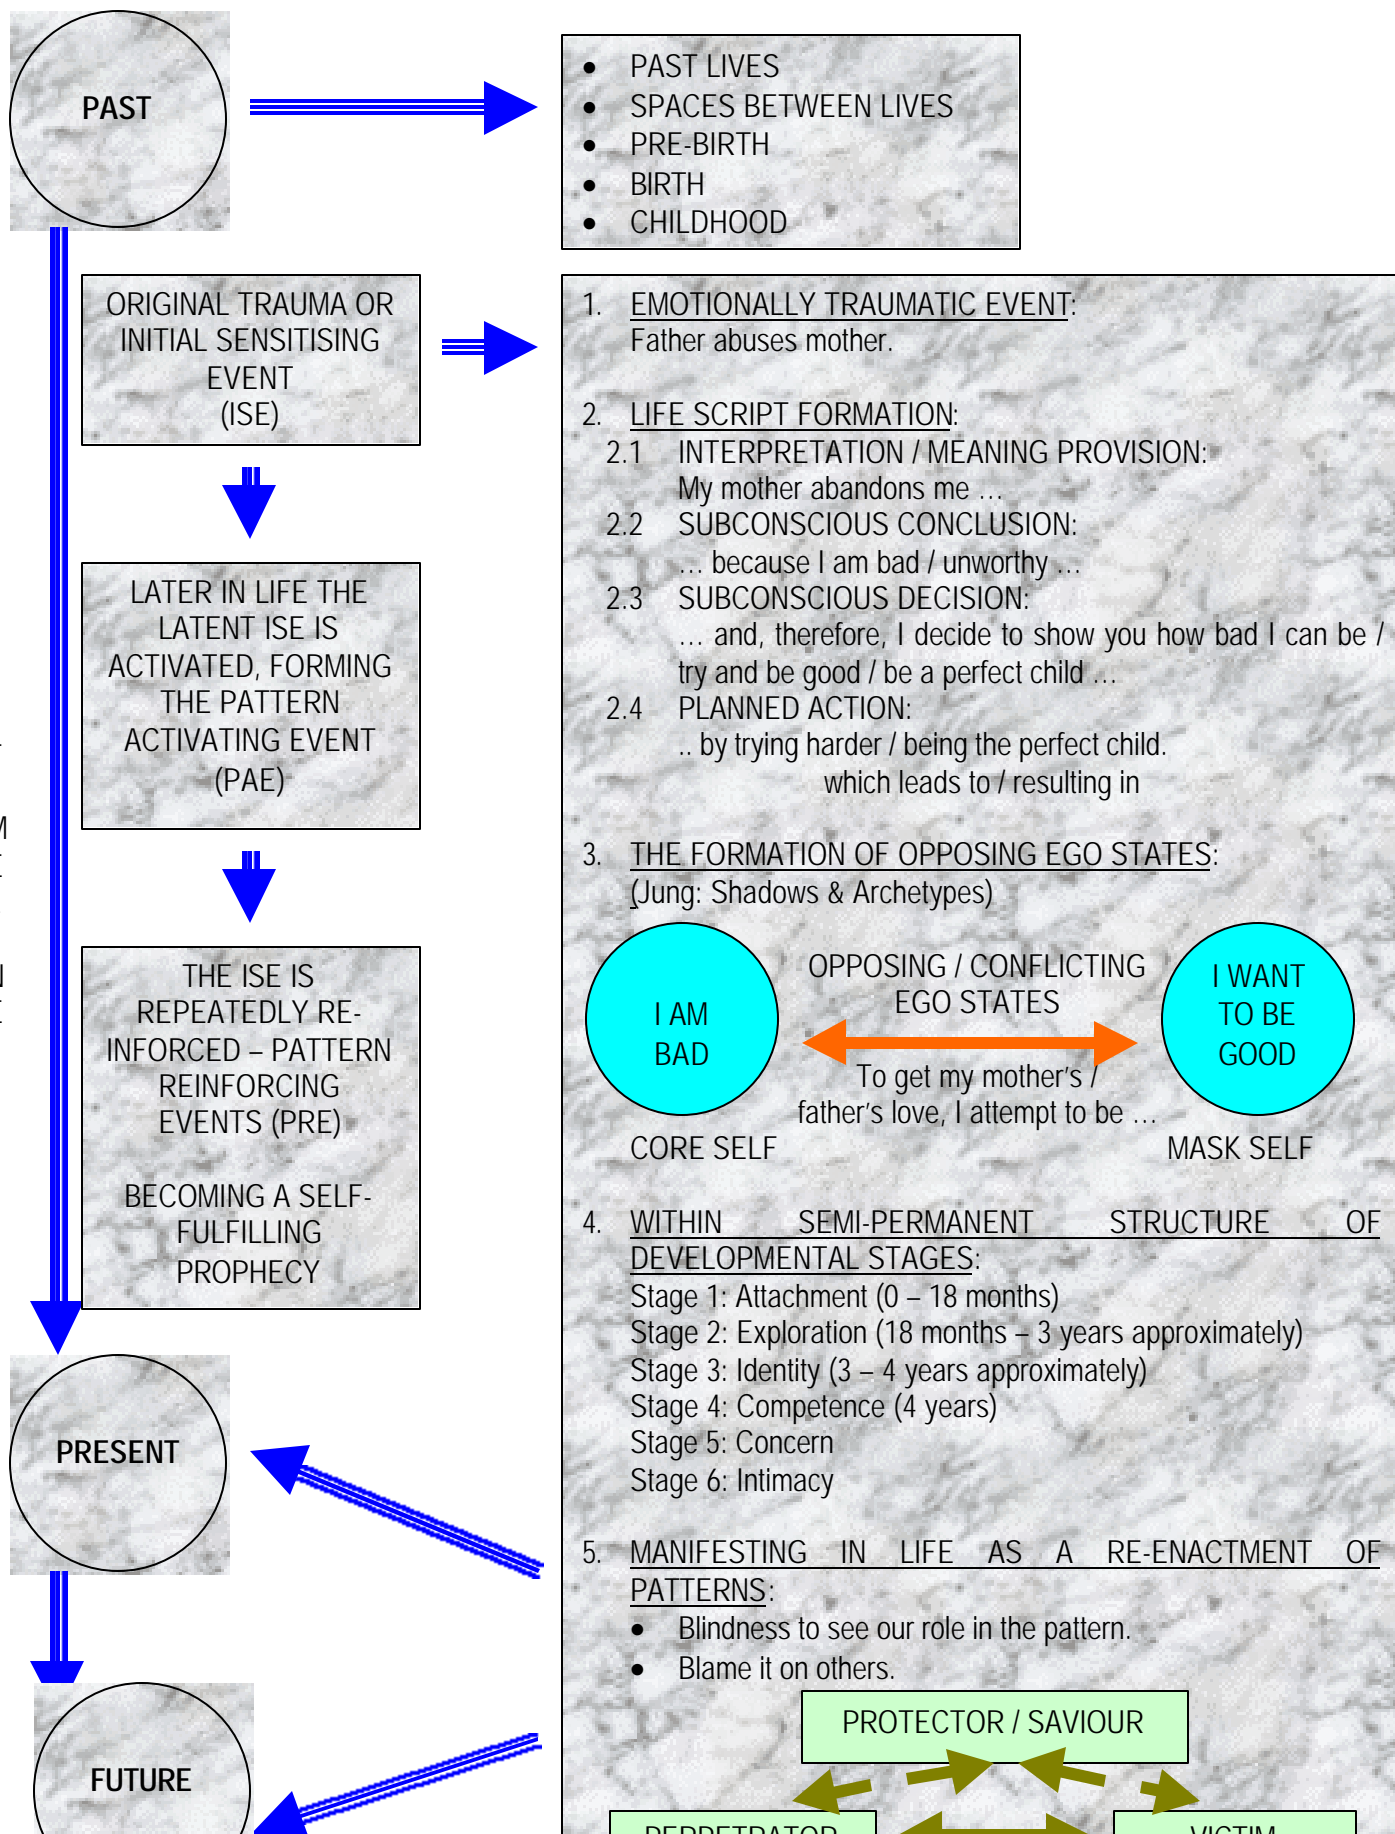 PAST
• PAST LIVES
• SPACES BETWEEN LIVES
• PRE-BIRTH
• BIRTH
• CHILDHOOD
ORIGINAL TRAUMA OR
INITIAL SENSITISING
EVENT
(ISE)
LATER IN LIFE THE
LATENT ISE IS
ACTIVATED, FORMING
THE PATTERN
ACTIVATING EVENT
(PAE)
THE ISE IS
REPEATEDLY RE-
INFORCED – PATTERN
REINFORCING
EVENTS (PRE)
BECOMING A SELF-
FULFILLING
PROPHECY
1. EMOTIONALLY TRAUMATIC EVENT:
Father abuses mother.
2. LIFE SCRIPT FORMATION:
2.1 INTERPRETATION / MEANING PROVISION:
My mother abandons me …
2.2 SUBCONSCIOUS CONCLUSION:
… because I am bad / unworthy …
2.3 SUBCONSCIOUS DECISION:
… and, therefore, I decide to show you how bad I can be /
try and be good / be a perfect child …
2.4 PLANNED ACTION:
.. by trying harder / being the perfect child.
which leads to / resulting in
3. THE FORMATION OF OPPOSING EGO STATES:
(Jung: Shadows & Archetypes)
I AM
BAD
OPPOSING / CONFLICTING
EGO STATES
To get my mother's /
father's love, I attempt to be …
I WANT
TO BE
GOOD
CORE SELF
MASK SELF
4. WITHIN SEMI-PERMANENT STRUCTURE OF
DEVELOPMENTAL STAGES:
Stage 1: Attachment (0 – 18 months)
Stage 2: Exploration (18 months – 3 years approximately)
Stage 3: Identity (3 – 4 years approximately)
Stage 4: Competence (4 years)
Stage 5: Concern
Stage 6: Intimacy
5. MANIFESTING IN LIFE AS A RE-ENACTMENT OF
PATTERNS:
• Blindness to see our role in the pattern.
• Blame it on others.
PROTECTOR / SAVIOUR
PERPETRATOR
VICTIM
PRESENT
FUTURE